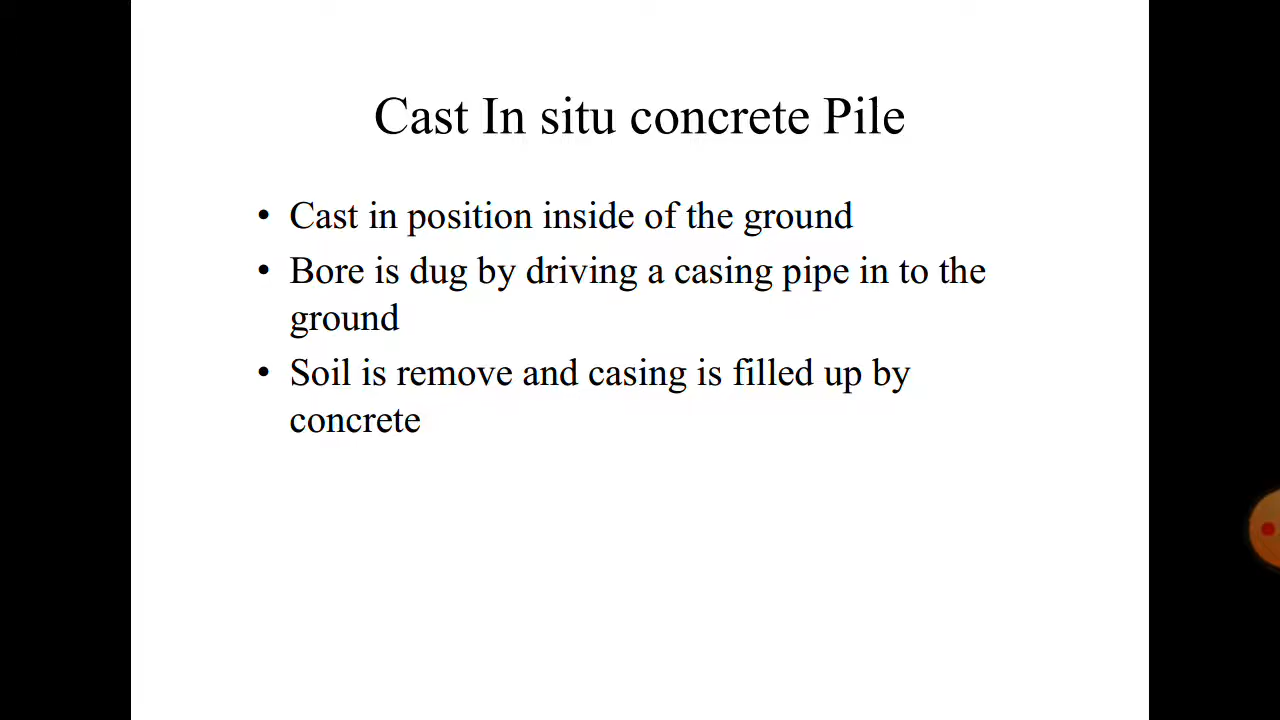 Cast In situ concrete Pile
• Cast in position inside of the ground
• Bore is dug by driving a casing pipe in to the
ground
• Soil is remove and casing is filled up by
concrete